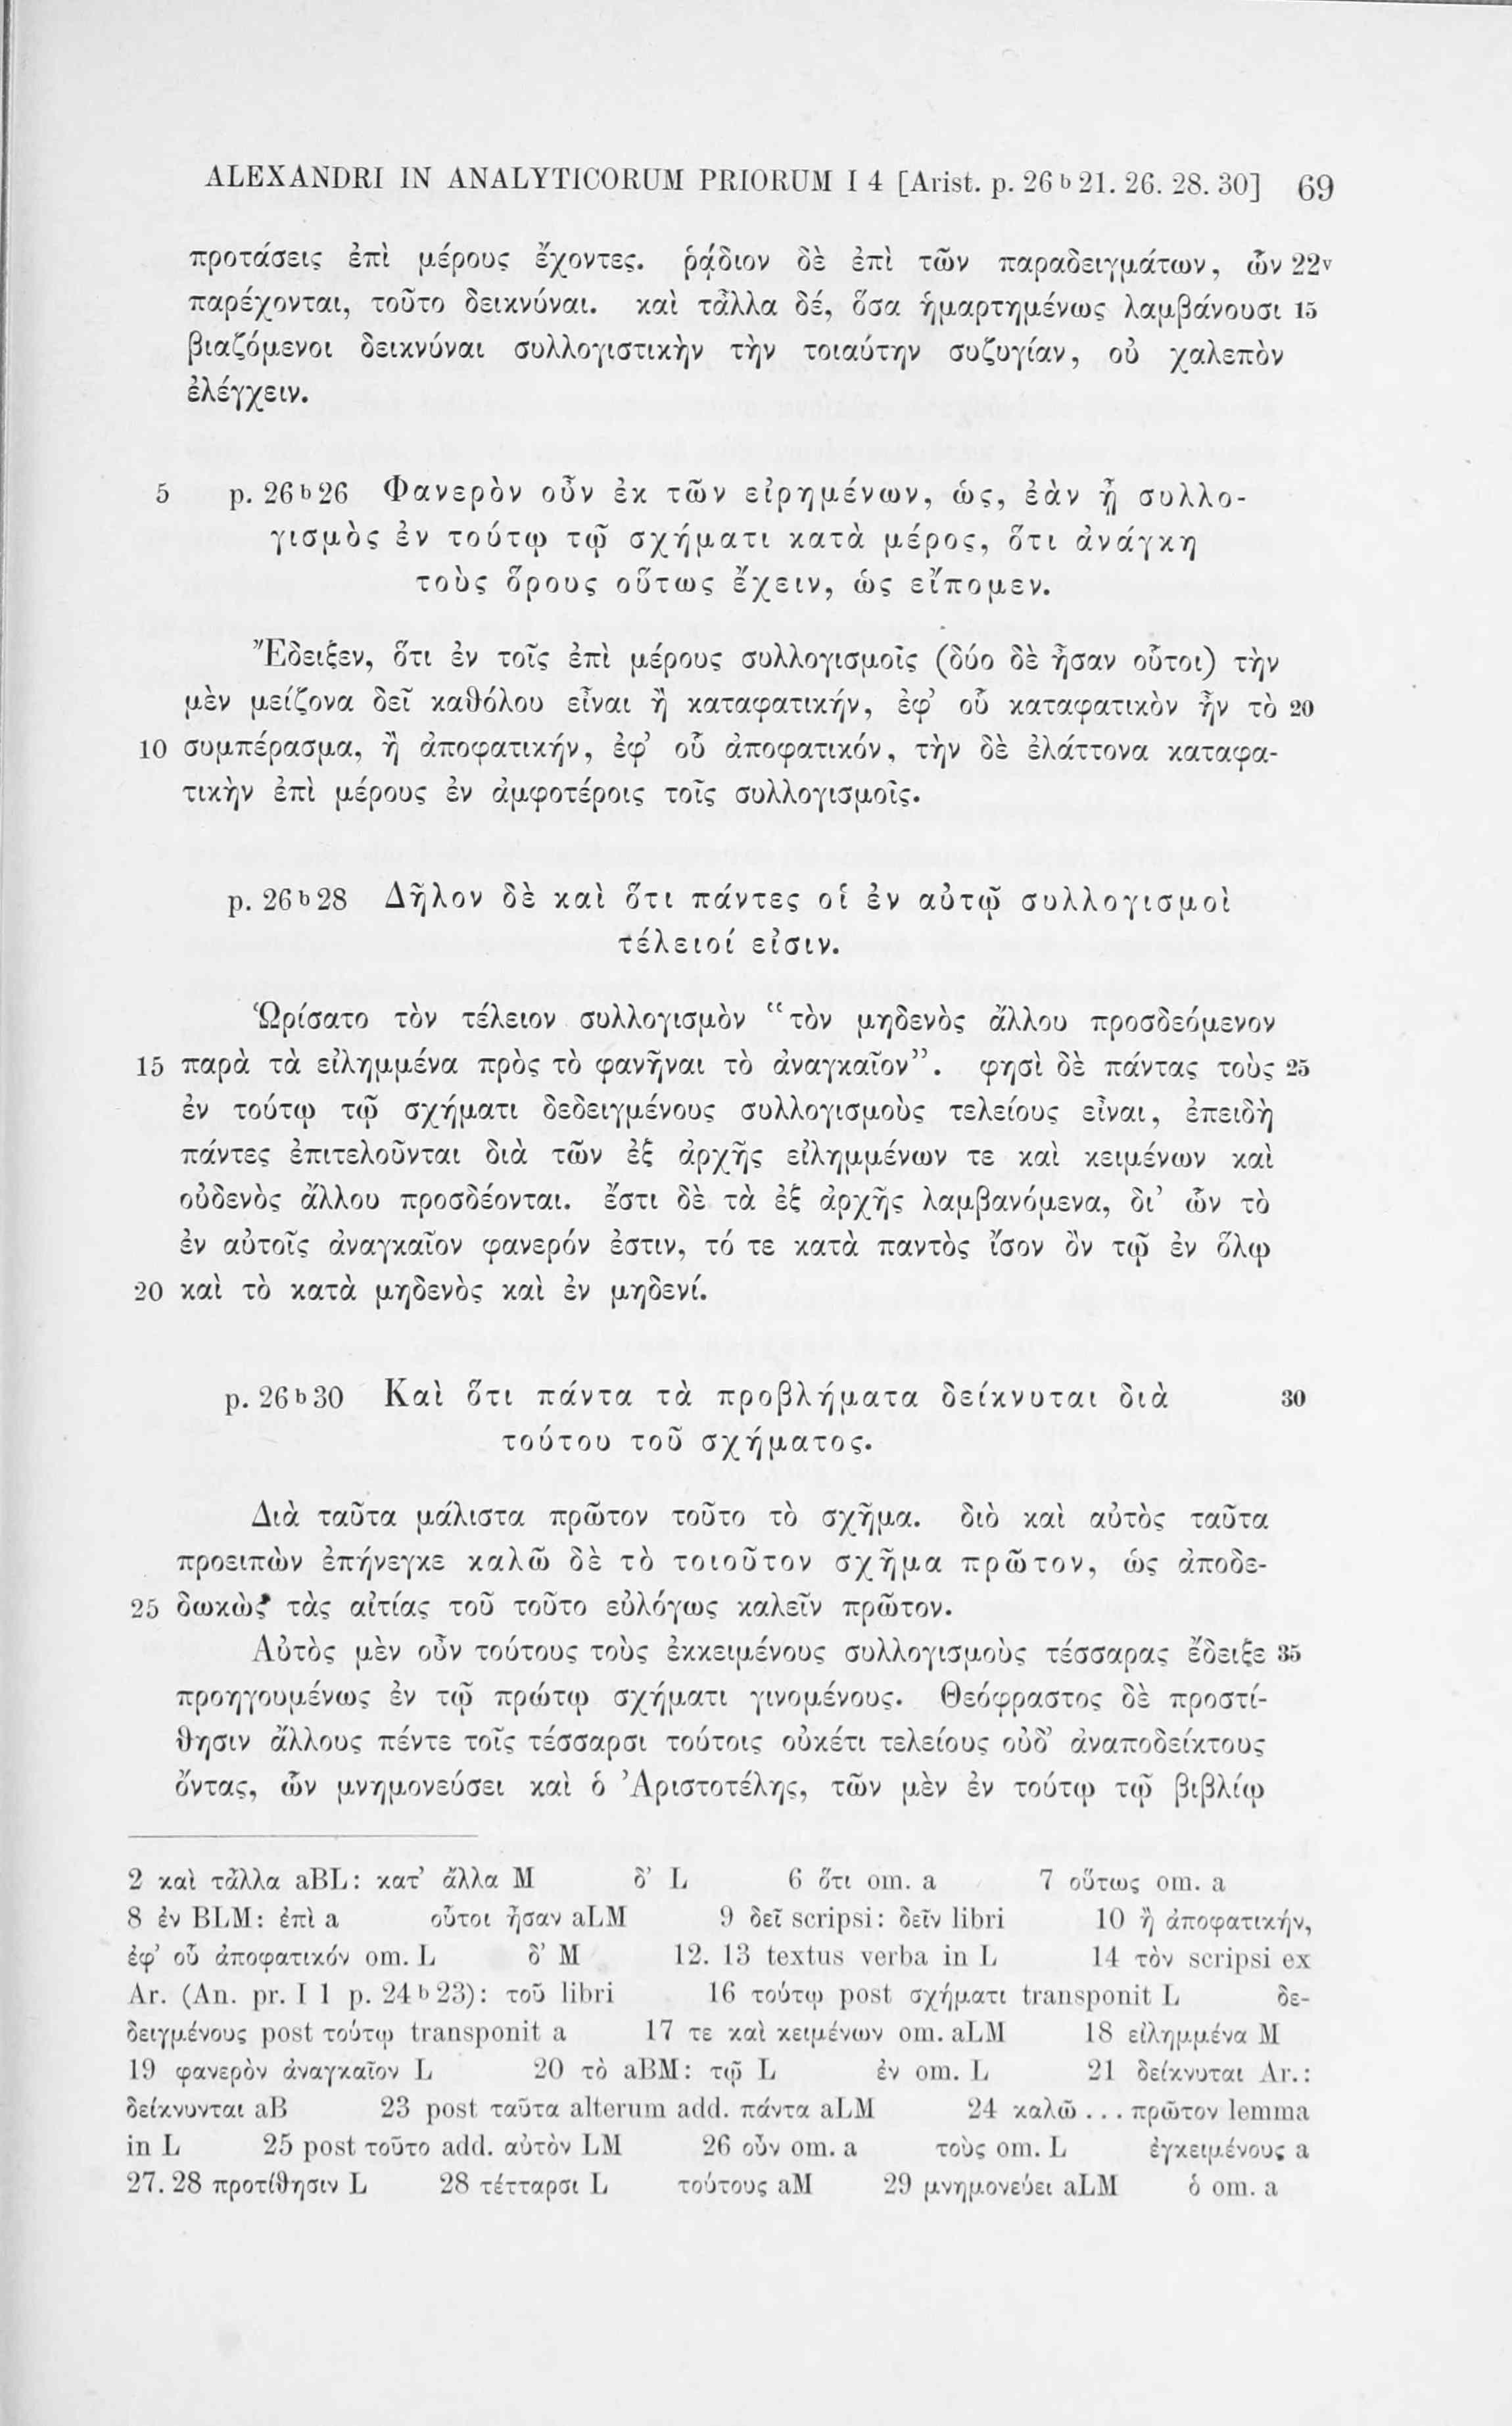 ALEXANDRI IN ANALYTICORUM PRIORUM I 4 [Arist. p. 26 b 21. 26. 28. 30] 69
προτάσεις ἐπὶ μέρους ἔχοντες. ῥᾴδιον δὲ ἐπὶ τῶν παραδειγμάτων, ὧν 22v
παρέχονται, τοῦτο δεικνύναι. καὶ τἆλλα δέ, ὅσα ἡμαρτημένως λαμβάνουσι 15
βιαζόμενοι δεικνύναι συλλογιστικὴν τὴν τοιαύτην συζυγίαν, οὐ χαλεπὸν
ἐλέγχειν.
5 p. 26 b 26 Φανερὸν οὖν ἐκ τῶν εἰρημένων, ὡς, ἐὰν ᾖ συλλο-
γισμὸς ἐν τούτῳ τῷ σχήματι κατὰ μέρος, ὅτι ἀνάγκη
τοὺς ὅρους οὕτως ἔχειν, ὡς εἴπομεν.
Ἔδειξεν, ὅτι ἐν τοῖς ἐπὶ μέρους συλλογισμοῖς (δύο δὲ ἦσαν οὗτοι) τὴν
μὲν μείζονα δεῖ καθόλου εἶναι ἢ καταφατικήν, ἐφ’ οὗ καταφατικὸν ἦν τὸ 20
10 συμπέρασμα, ἢ ἀποφατικήν, ἐφ’ οὗ ἀποφατικόν, τὴν δὲ ἐλάττονα καταφα-
τικὴν ἐπὶ μέρους ἐν ἀμφοτέροις τοῖς συλλογισμοῖς.
p. 26 b 28 Δῆλον δὲ καὶ ὅτι πάντες οἱ ἐν αὐτῷ συλλογισμοὶ
τέλειοί εἰσιν.
Ὡρίσατο τὸν τέλειον συλλογισμὸν “τὸν μηδενὸς ἄλλου προσδεόμενον
15 παρὰ τὰ εἰλημμένα πρὸς τὸ φανῆναι τὸ ἀναγκαῖον”. φησὶ δὲ πάντας τοὺς 25
ἐν τούτῳ τῷ σχήματι δεδειγμένους συλλογισμοὺς τελείους εἶναι, ἐπειδὴ
πάντες ἐπιτελοῦνται διὰ τῶν ἐξ ἀρχῆς εἰλημμένων τε καὶ κειμένων καὶ
οὐδενὸς ἄλλου προσδέονται. ἔστι δὲ τὰ ἐξ ἀρχῆς λαμβανόμενα, δι’ ὧν τὸ
ἐν αὐτοῖς ἀναγκαῖον φανερόν ἐστιν, τό τε κατὰ παντὸς ἴσον ὂν τῷ ἐν ὅλῳ
20 καὶ τὸ κατὰ μηδενὸς καὶ ἐν μηδενί.
p. 26 b 30 Καὶ ὅτι πάντα τὰ προβλήματα δείκνυται διὰ 30
τούτου τοῦ σχήματος.
Διὰ ταῦτα μάλιστα πρῶτον τοῦτο τὸ σχῆμα. διὸ καὶ αὐτὸς ταῦτα
προειπὼν ἐπήνεγκε καλῶ δὲ τὸ τοιοῦτον σχῆμα πρῶτον, ὡς ἀποδε-
25 δωκὼς τὰς αἰτίας τοῦ τοῦτο εὐλόγως καλεῖν πρῶτον.
Αὐτὸς μὲν οὖν τούτους τοὺς ἐκκειμένους συλλογισμοὺς τέσσαρας ἔδειξε 35
προηγουμένως ἐν τῷ πρώτῳ σχήματι γινομένους. Θεόφραστος δὲ προστί-
θησιν ἄλλους πέντε τοῖς τέσσαρσι τούτοις οὐκέτι τελείους οὐδ’ ἀναποδείκτους
ὄντας, ὧν μνημονεύσει καὶ ὁ Ἀριστοτέλης, τῶν μὲν ἐν τούτῳ τῷ βιβλίῳ
2 καὶ τἆλλα aBL: κατ’ ἄλλα M δ’ L 6 ὅτι om. a 7 οὕτως om. a
8 ἐν BLM: ἐπὶ a οὗτοι ἦσαν aLM 9 δεῖ scripsi: δεῖν libri 10 ἢ ἀποφατικήν,
ἐφ’ οὗ ἀποφατικόν om. L δ’ M 12. 13 textus verba in L 14 τὸν scripsi ex
Ar. (An. pr. I 1 p. 24 b 23): τοῦ libri 16 τούτῳ post σχήματι transponit L δε-
δειγμένους post τούτῳ transponit a 17 τε καὶ κειμένων om. aLM 18 εἰλημμένα M
19 φανερὸν ἀναγκαῖον L 20 τὸ aBM: τῷ L ἐν om. L 21 δείκνυται Ar.:
δείκνυνται aB 23 post ταῦτα alterum add. πάντα aLM 24 καλῶ ... πρῶτον lemma
in L 25 post τοῦτο add. αὐτὸν LM 26 οὖν om. a τοὺς om. L ἐγκειμένους a
27. 28 προτίθησιν L 28 τέτταρσι L τούτους aM 29 μνημονεύει aLM ὁ om. a